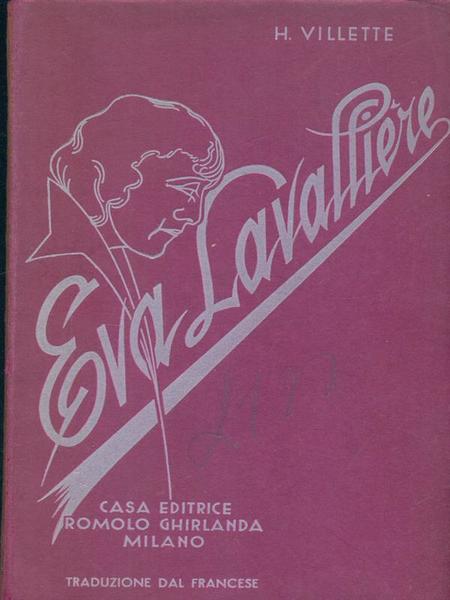 H. VILLETTE
Eva Lavallière
CASA EDITRICE
ROMOLO GHIRLANDA
MILANO
TRADUZIONE DAL FRANCESE